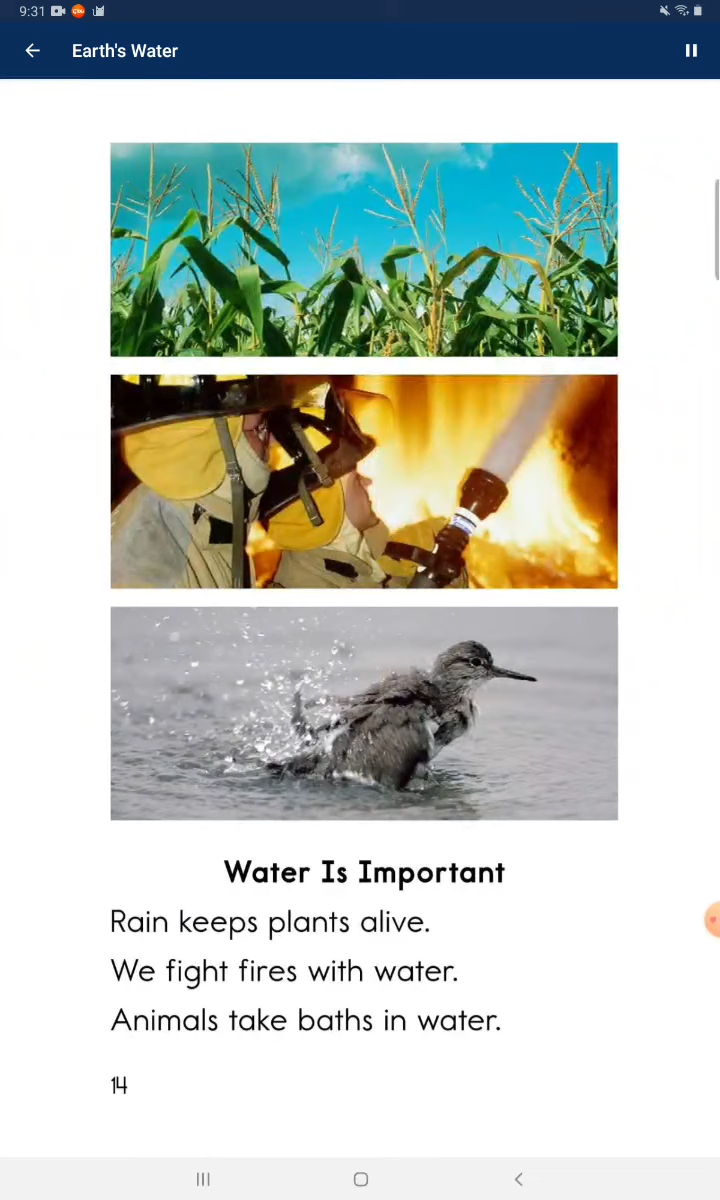 9:31
Earth's Water
Water Is Important
Rain keeps plants alive.
We fight fires with water.
Animals take baths in water.
14